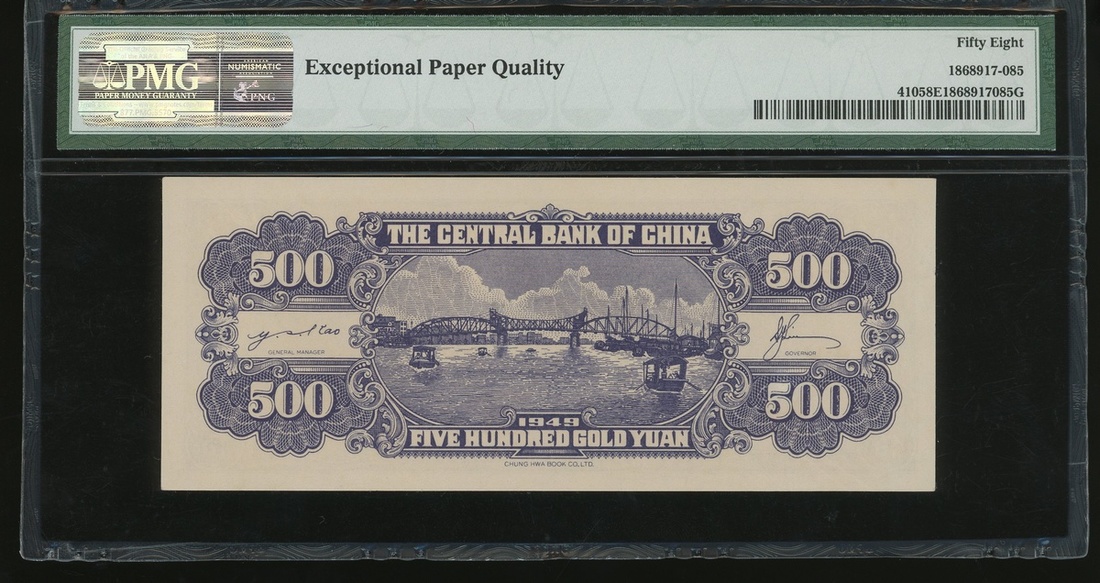 PMG
PAPER MONEY GUARANTY
NUMISMATIC
PNG
Exceptional Paper Quality
Fifty Eight
1868917-085
41058E1868917085G
THE CENTRAL BANK OF CHINA
500
500
GENERAL MANAGER
GOVERNOR
500
500
1949
FIVE HUNDRED GOLD YUAN
CHUNG HWA BOOK CO., LTD.